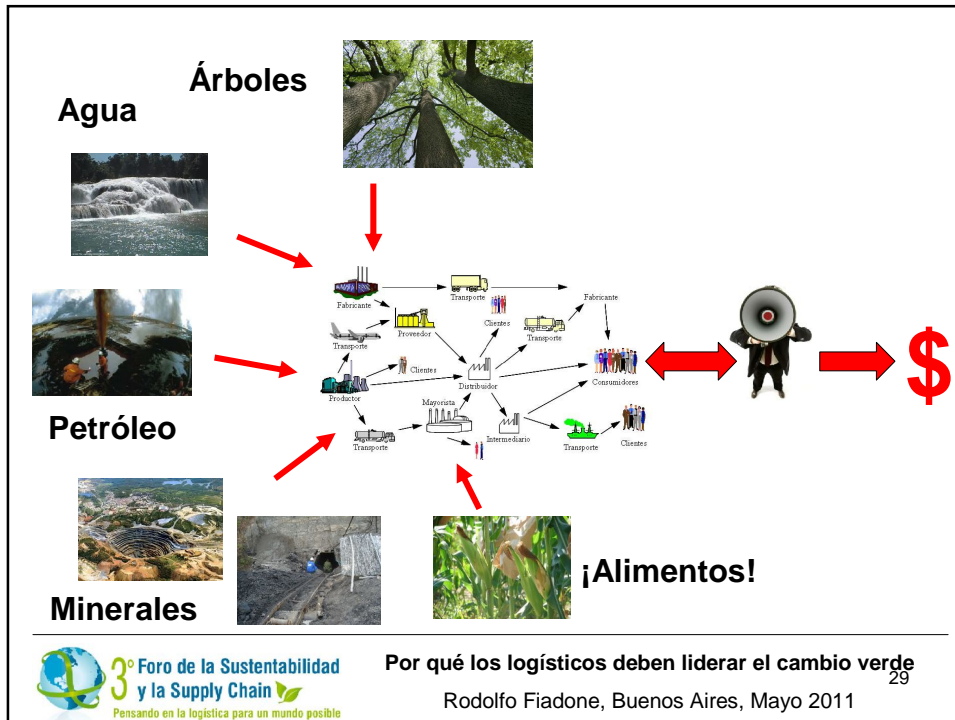 Árboles
Agua
Petróleo
Minerales
¡Alimentos!
Fabricante
Transporte
Clientes
Fabricante
Proveedor
Transporte
Transporte
Clientes
Productor
Distribuidor
Consumidores
Mayorista
Transporte
Intermediario
Transporte
Clientes
$
3º Foro de la Sustentabilidad
y la Supply Chain
Pensando en la logística para un mundo posible
Por qué los logísticos deben liderar el cambio verde
29
Rodolfo Fiadone, Buenos Aires, Mayo 2011